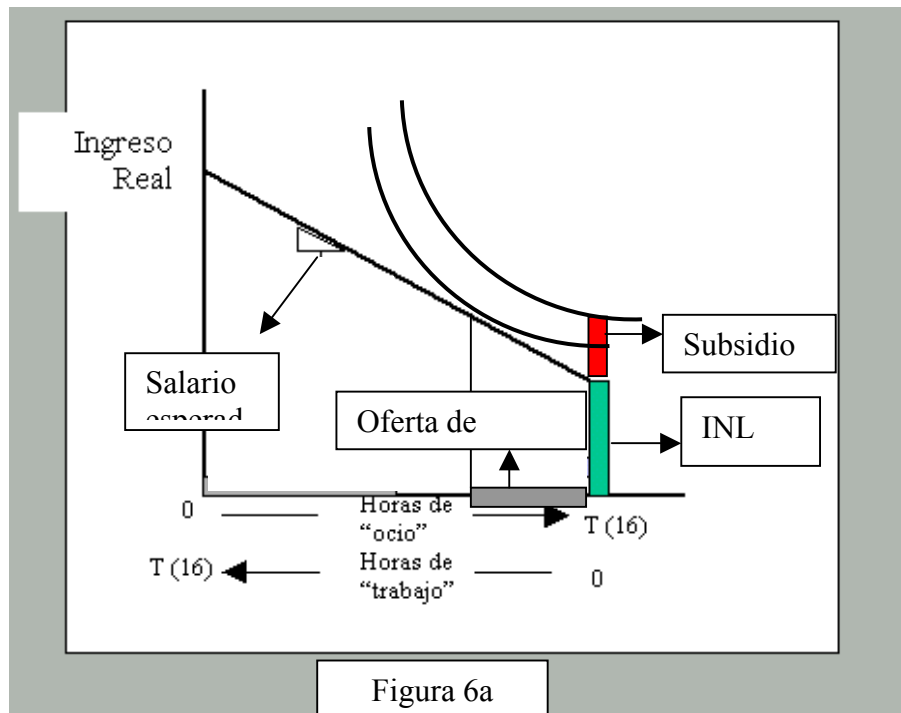 Ingreso
Real
Subsidio
Salario
Oferta de
INL
0
Horas de
“ocio”
T (16)
T (16)
Horas de
“trabajo”
0
Figura 6a